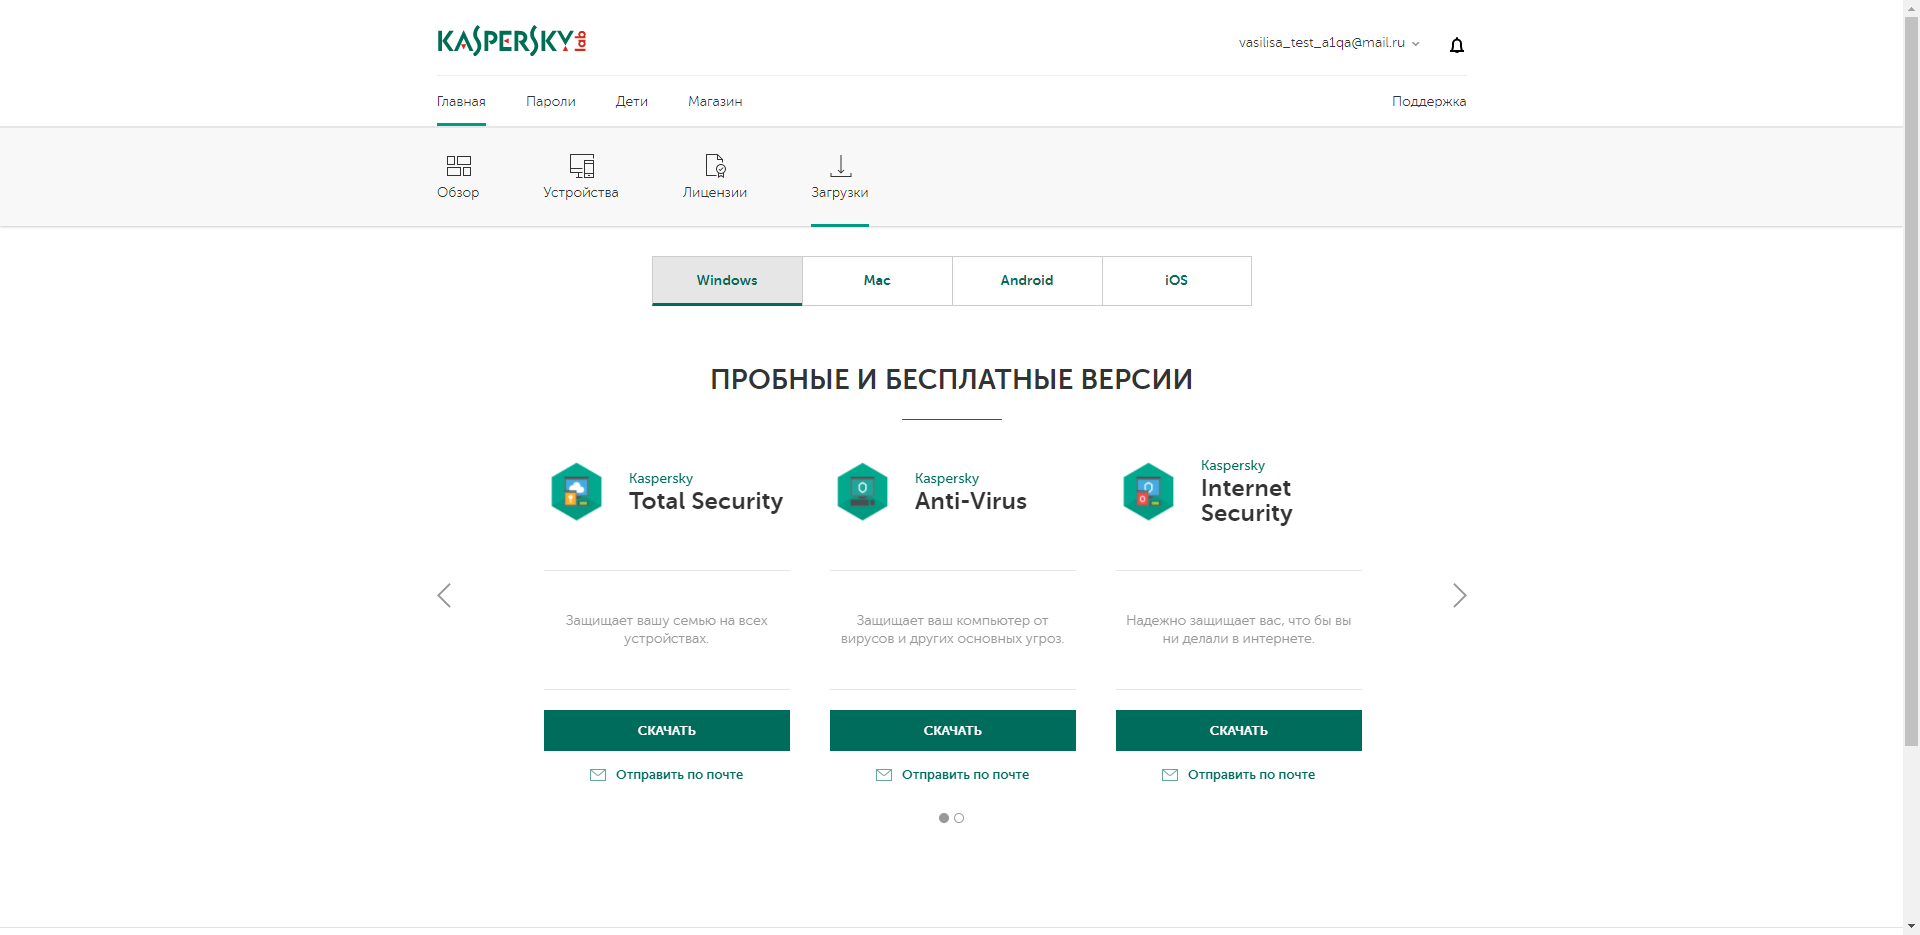 KASPERSKY lab
vasilisa_test_a1qa@mail.ru
Главная
Пароли
Дети
Магазин
Поддержка
Обзор
Устройства
Лицензии
Загрузки
Windows
Mac
Android
iOS
ПРОБНЫЕ И БЕСПЛАТНЫЕ ВЕРСИИ
Kaspersky
Total Security
Защищает вашу семью на всех
устройствах.
СКАЧАТЬ
Отправить по почте
Kaspersky
Anti-Virus
Защищает ваш компьютер от
вирусов и других основных угроз.
СКАЧАТЬ
Отправить по почте
Kaspersky
Internet
Security
Надежно защищает вас, что бы вы
ни делали в интернете.
СКАЧАТЬ
Отправить по почте